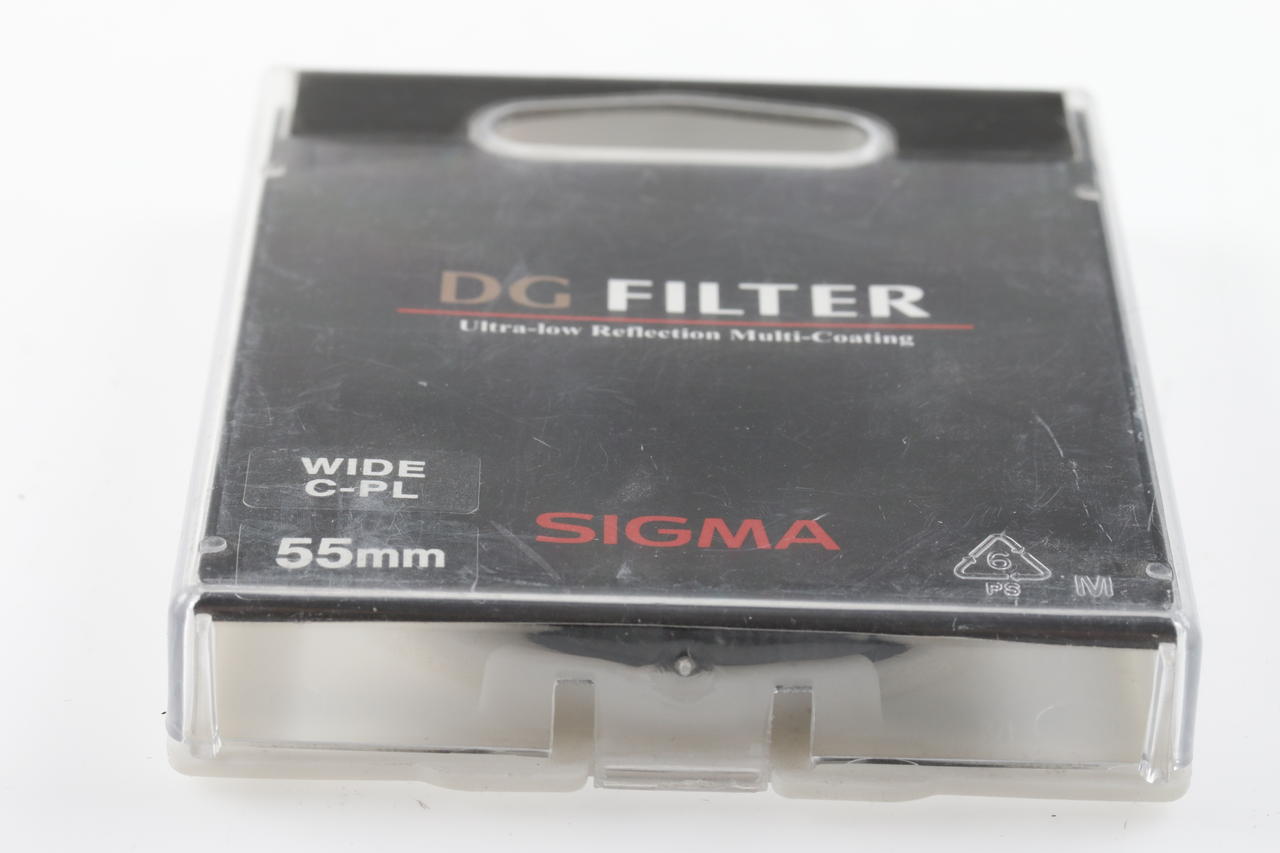 DG FILTER
Ultra-low Reflection Multi-Coating
WIDE
C-PL
55mm
SIGMA
6
PS
M